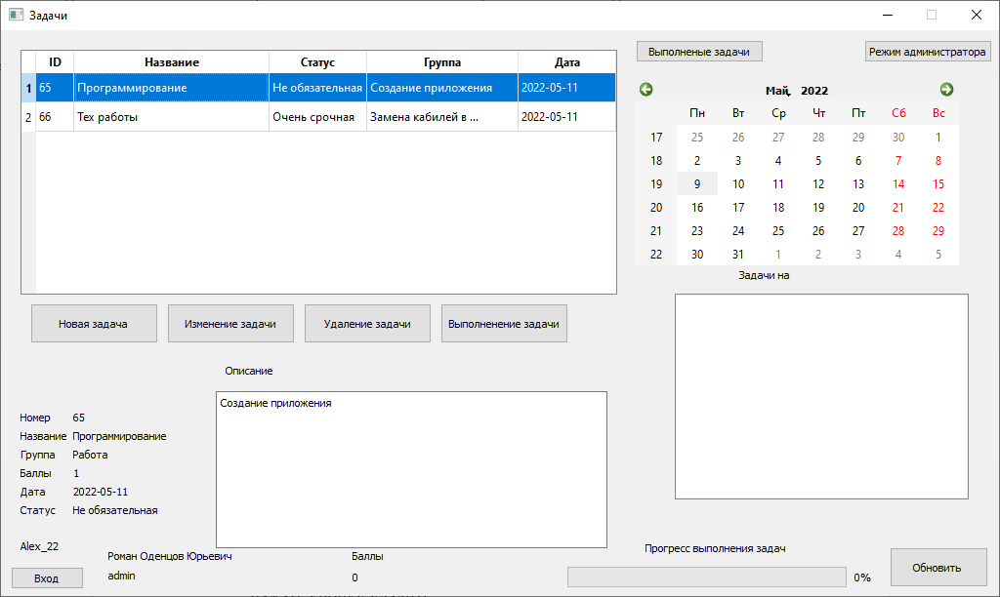 Задачи
ID Название Статус Группа Дата
1 65 Программирование Не обязательная Создание приложения 2022-05-11
2 66 Тех работы Очень срочная Замена кабилей в ... 2022-05-11
Новая задача Изменение задачи Удаление задачи Выполненение задачи
Описание
Создание приложения
Номер 65
Название Программирование
Группа Работа
Баллы 1
Дата 2022-05-11
Статус Не обязательная
Alex_22
Вход
Роман Оденцов Юрьевич
admin
Баллы
0
Выполненые задачи Режим администратора
Май, 2022
Пн Вт Ср Чт Пт Сб Вс
17 25 26 27 28 29 30 1
18 2 3 4 5 6 7 8
19 9 10 11 12 13 14 15
20 16 17 18 19 20 21 22
21 23 24 25 26 27 28 29
22 30 31 1 2 3 4 5
Задачи на
Прогресс выполнения задач
0%
Обновить